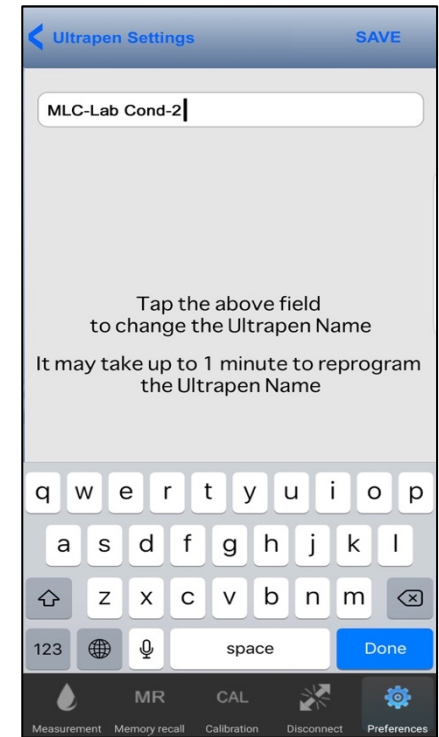 Ultrapen Settings SAVE
MLC-Lab Cond-2
Tap the above field
to change the Ultrapen Name
It may take up to 1 minute to reprogram
the Ultrapen Name
q w e r t y u i o p
a s d f g h j k l
z x c v b n m
123 space Done
MR CAL
Measurement Memory recall Calibration Disconnect Preferences